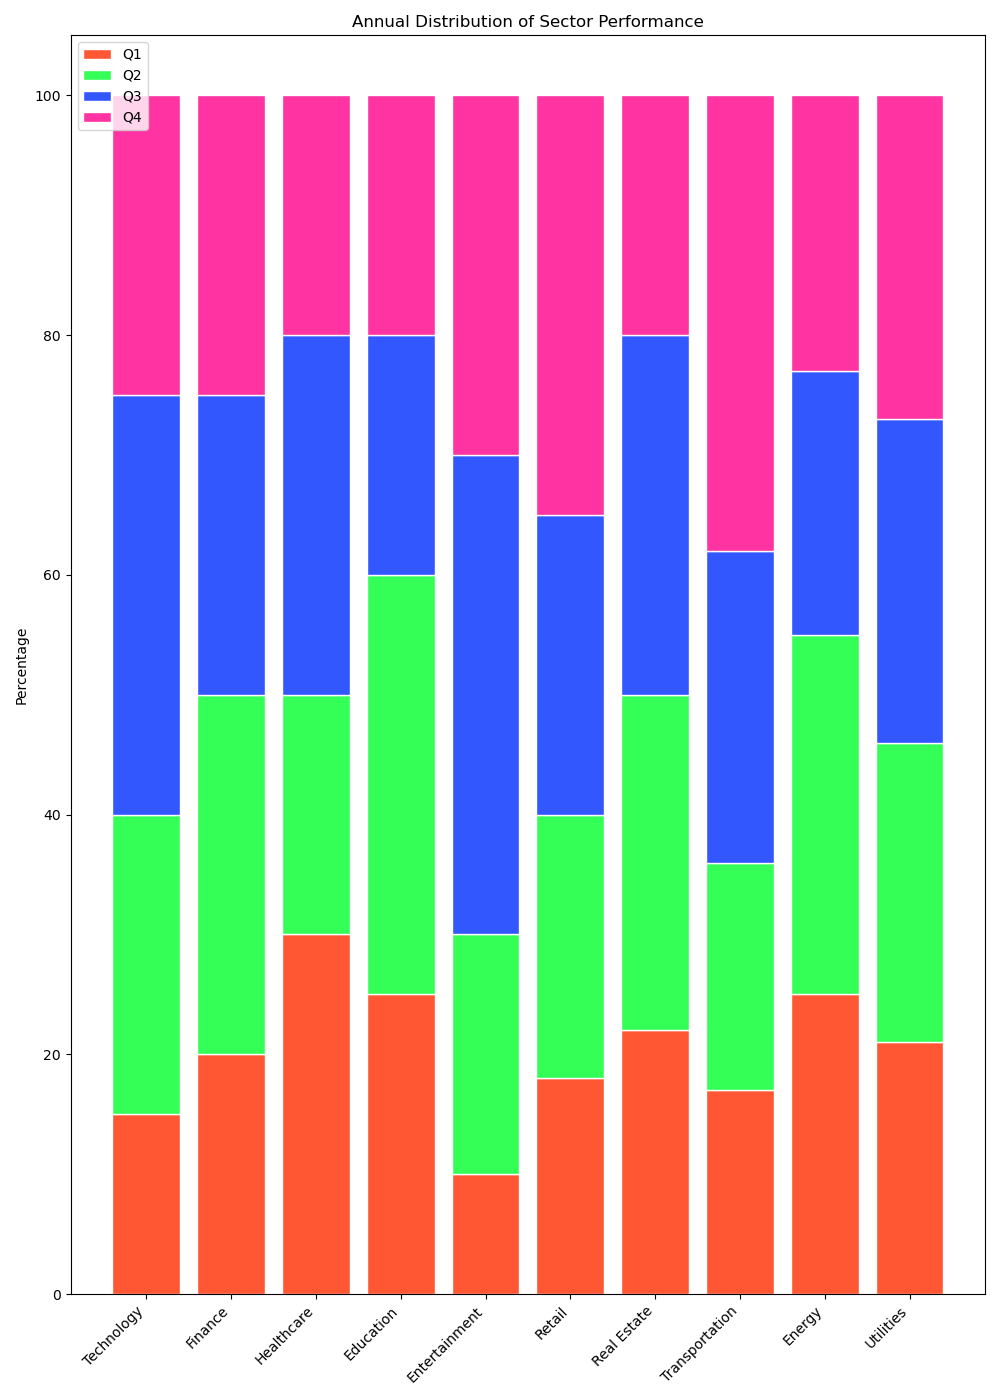 Annual Distribution of Sector Performance
Q1
Q2
Q3
Q4
100
80
60
40
20
0
Percentage
Technology
Finance
Healthcare
Education
Entertainment
Retail
Real Estate
Transportation
Energy
Utilities